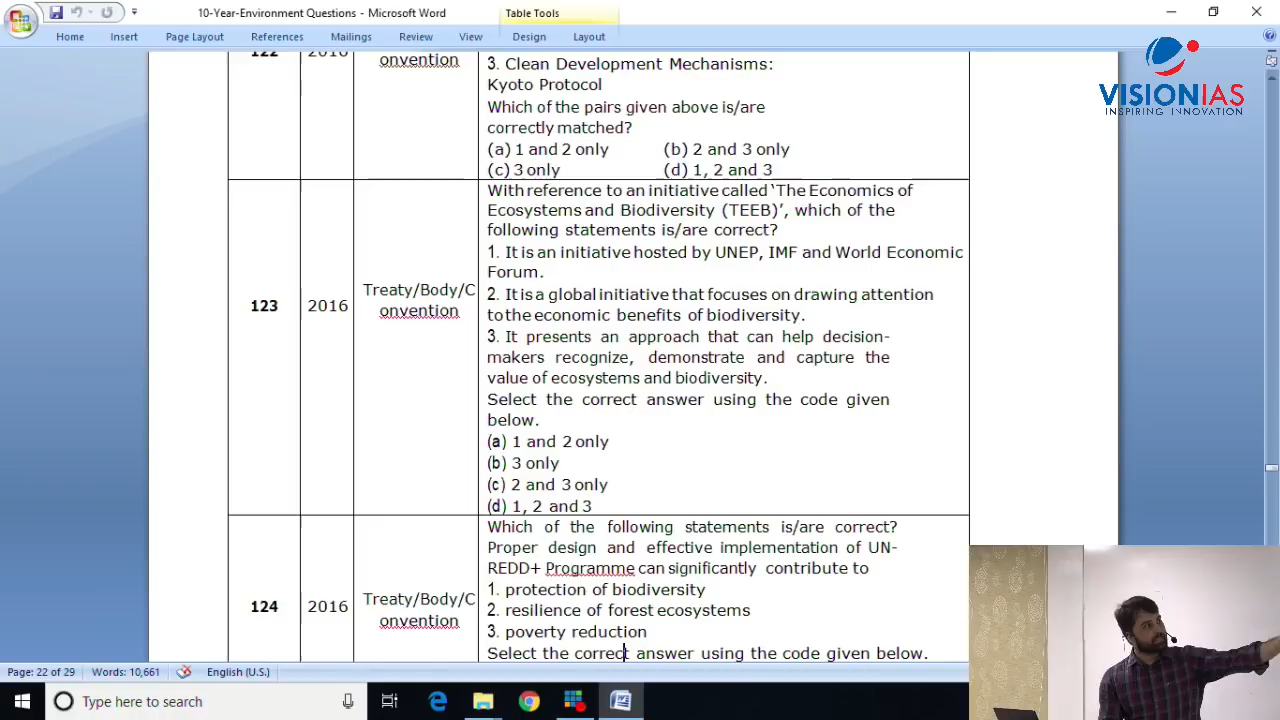 10-Year-Environment Questions - Microsoft Word
Table Tools
Home Insert Page Layout References Mailings Review View Design Layout
VISIONIAS
INSPIRING INNOVATION
122 2016 onvention
3. Clean Development Mechanisms:
Kyoto Protocol
Which of the pairs given above is/are
correctly matched?
(a) 1 and 2 only (b) 2 and 3 only
(c) 3 only (d) 1, 2 and 3
123 2016 Treaty/Body/C
onvention
With reference to an initiative called 'The Economics of
Ecosystems and Biodiversity (TEEB)', which of the
following statements is/are correct?
1. It is an initiative hosted by UNEP, IMF and World Economic
Forum.
2. It is a global initiative that focuses on drawing attention
to the economic benefits of biodiversity.
3. It presents an approach that can help decision-
makers recognize, demonstrate and capture the
value of ecosystems and biodiversity.
Select the correct answer using the code given
below.
(a) 1 and 2 only
(b) 3 only
(c) 2 and 3 only
(d) 1, 2 and 3
124 2016 Treaty/Body/C
onvention
Which of the following statements is/are correct?
Proper design and effective implementation of UN-
REDD+ Programme can significantly contribute to
1. protection of biodiversity
2. resilience of forest ecosystems
3. poverty reduction
Select the correct answer using the code given below.
Page: 22 of 29 Words: 10,661 English (U.S.)
Type here to search